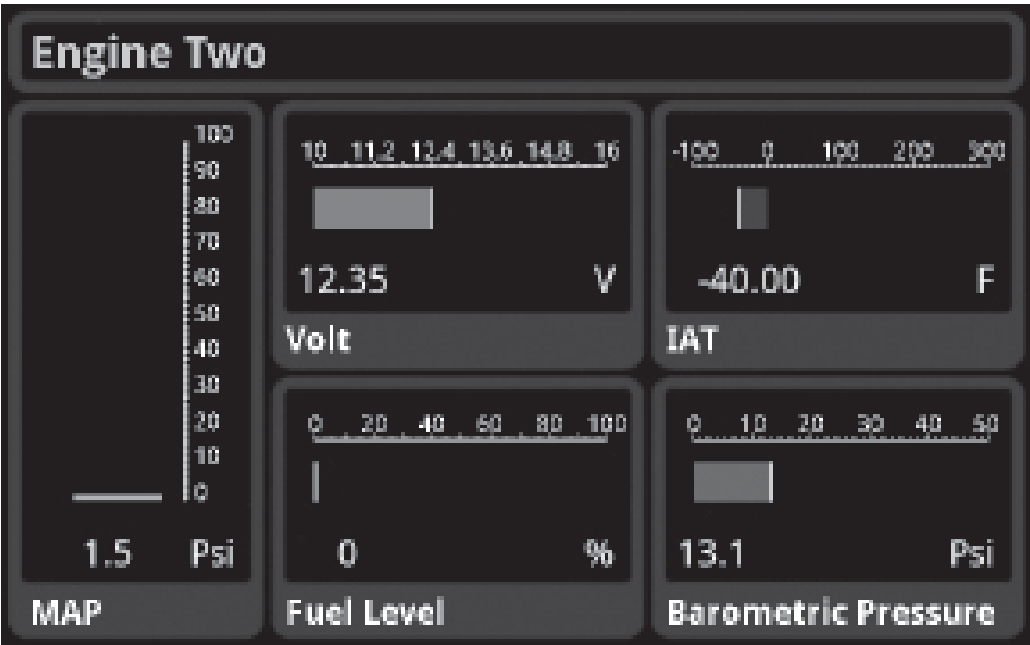 Engine Two
100
90
80
70
60
50
40
30
20
10
0
1.5 Psi
MAP
10 11.2 12.4 13.6 14.8 16
12.35 V
Volt
-100 0 100 200 300
-40.00 F
IAT
0 20 40 60 80 100
0 %
Fuel Level
0 10 20 30 40 50
13.1 Psi
Barometric Pressure